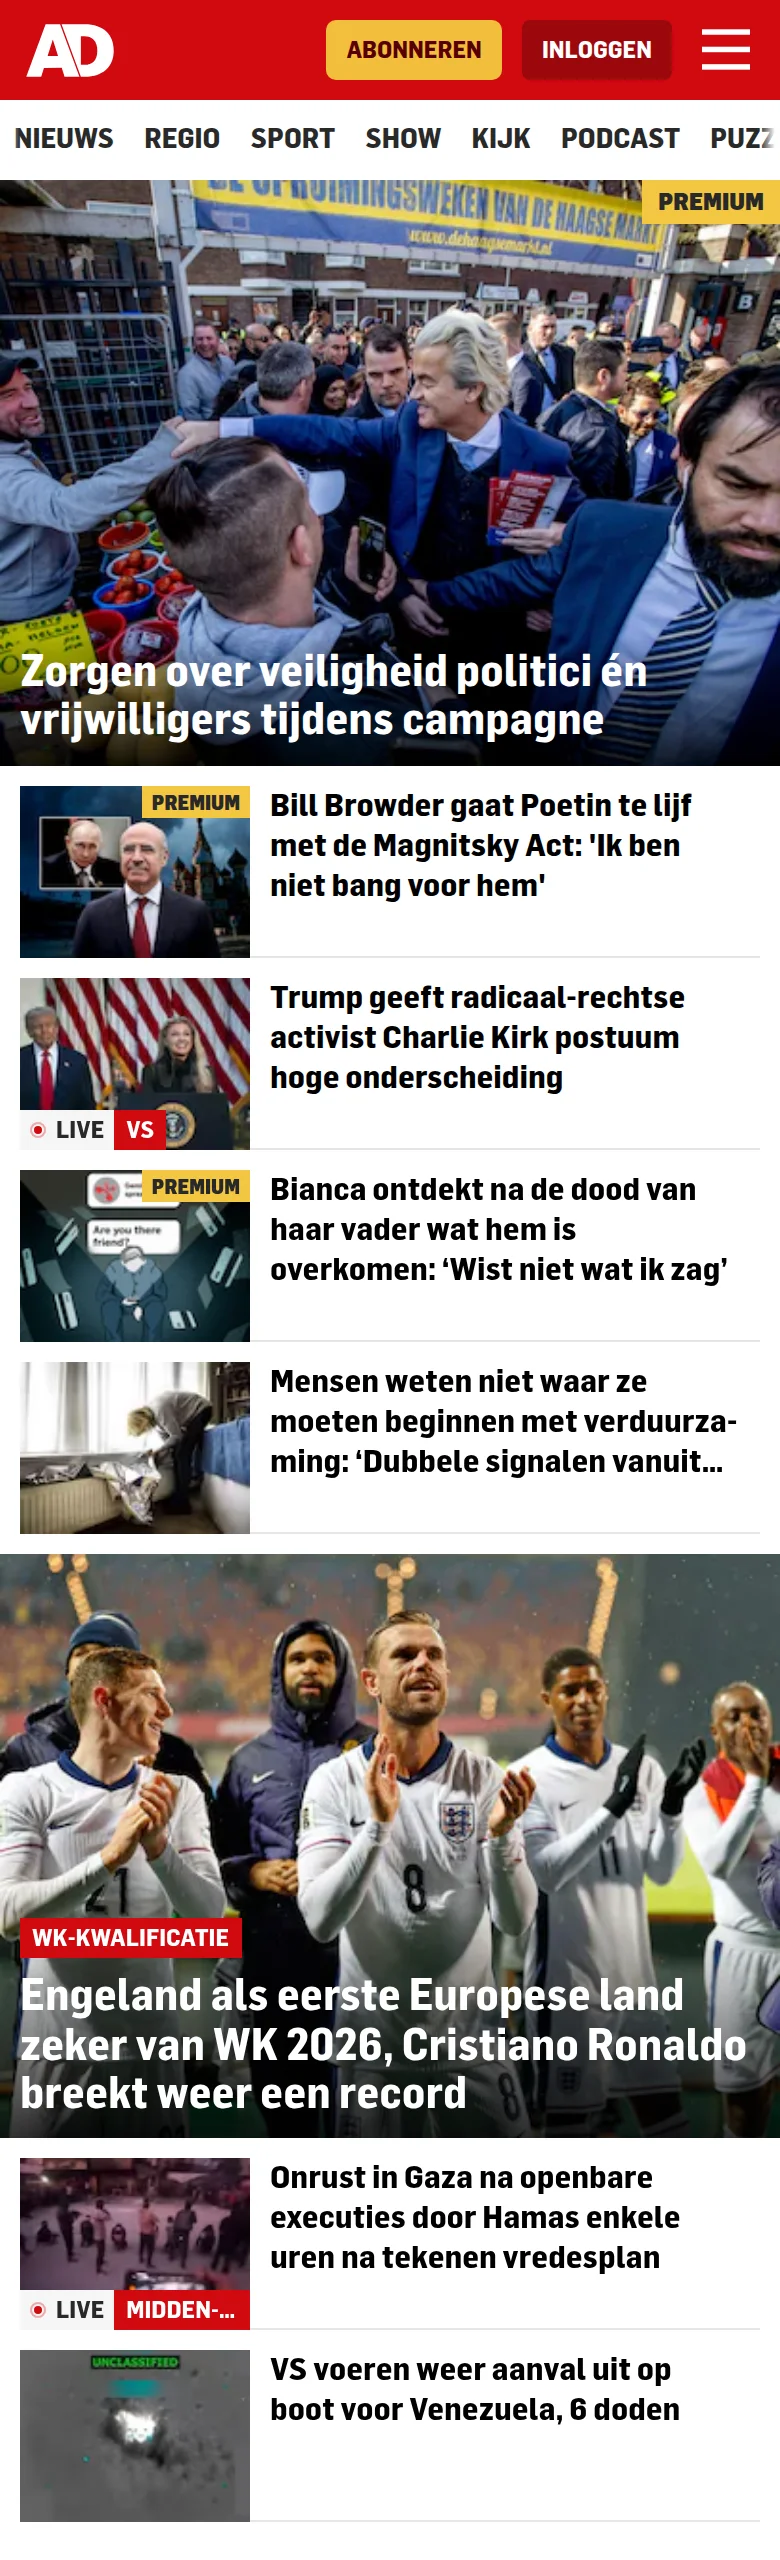 AD
ABONNEREN
INLOGGEN
NIEUWS REGIO SPORT SHOW KIJK PODCAST PUZZ
DE OPRUIMINGSWEKEN VAN DE HAAGSE MARKT
www.dehaagsemarkt.nl
PREMIUM
B
Zorgen over veiligheid politici én
vrijwilligers tijdens campagne
PREMIUM
Bill Browder gaat Poetin te lijf
met de Magnitsky Act: 'Ik ben
niet bang voor hem'
Trump geeft radicaal-rechtse
activist Charlie Kirk postuum
hoge onderscheiding
LIVE VS
PREMIUM
Are you there
friend?
Bianca ontdekt na de dood van
haar vader wat hem is
overkomen: ‘Wist niet wat ik zag’
Mensen weten niet waar ze
moeten beginnen met verduurza-
ming: ‘Dubbele signalen vanuit...
8
11
21
WK-KWALIFICATIE
Engeland als eerste Europese land
zeker van WK 2026, Cristiano Ronaldo
breekt weer een record
8
Onrust in Gaza na openbare
executies door Hamas enkele
uren na tekenen vredesplan
LIVE MIDDEN-...
UNCLASSIFIED
VS voeren weer aanval uit op
boot voor Venezuela, 6 doden